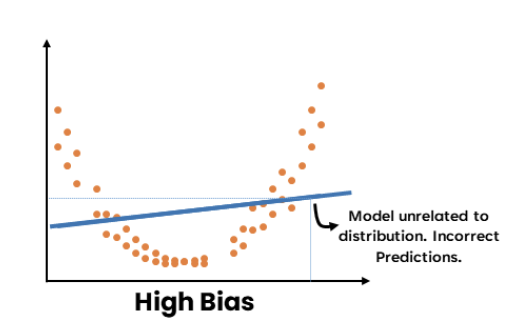 Model unrelated to
distribution. Incorrect
Predictions.
High Bias